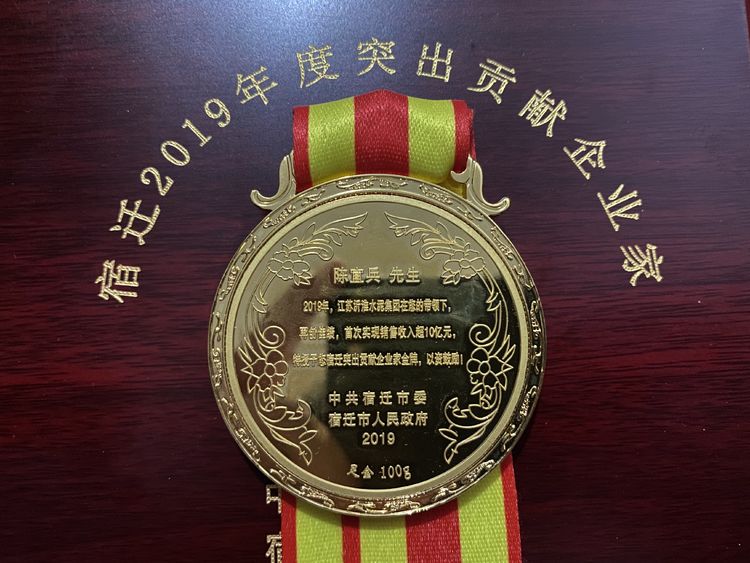 宿迁2019年度突出贡献企业家
陈直兵 先生
2019年，江苏沂淮水泥集团在您的带领下，
再创佳绩，首次实现销售收入超10亿元，
特授予您宿迁突出贡献企业家金牌，以资鼓励！
中共宿迁市委
宿迁市人民政府
2019
足金 100g
中
宿